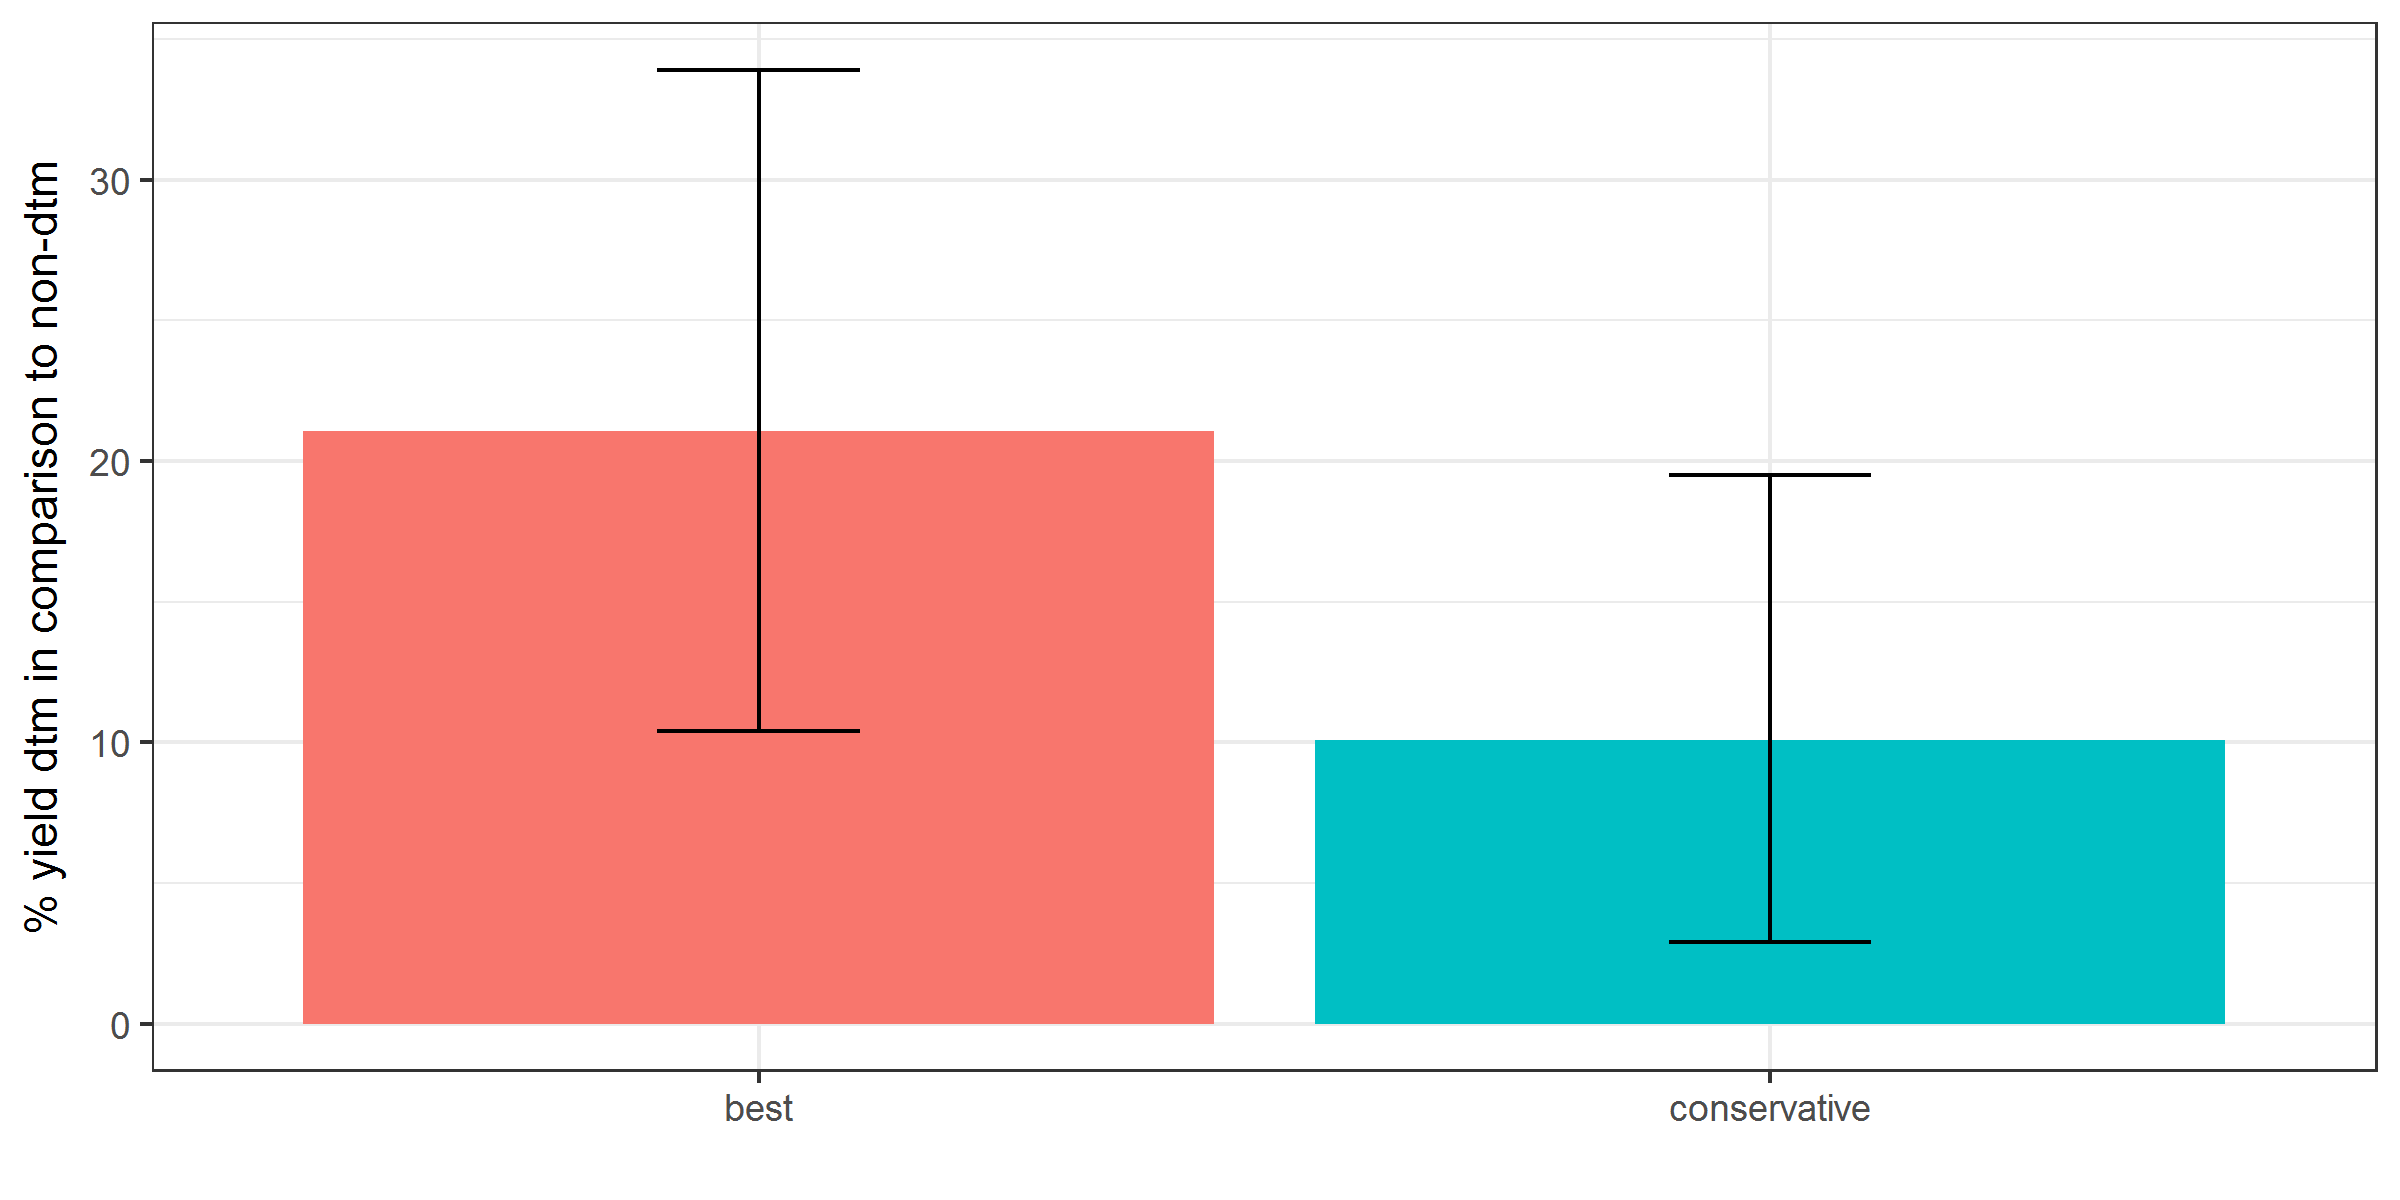 % yield dtm in comparison to non-dtm
30
20
10
0
best
conservative